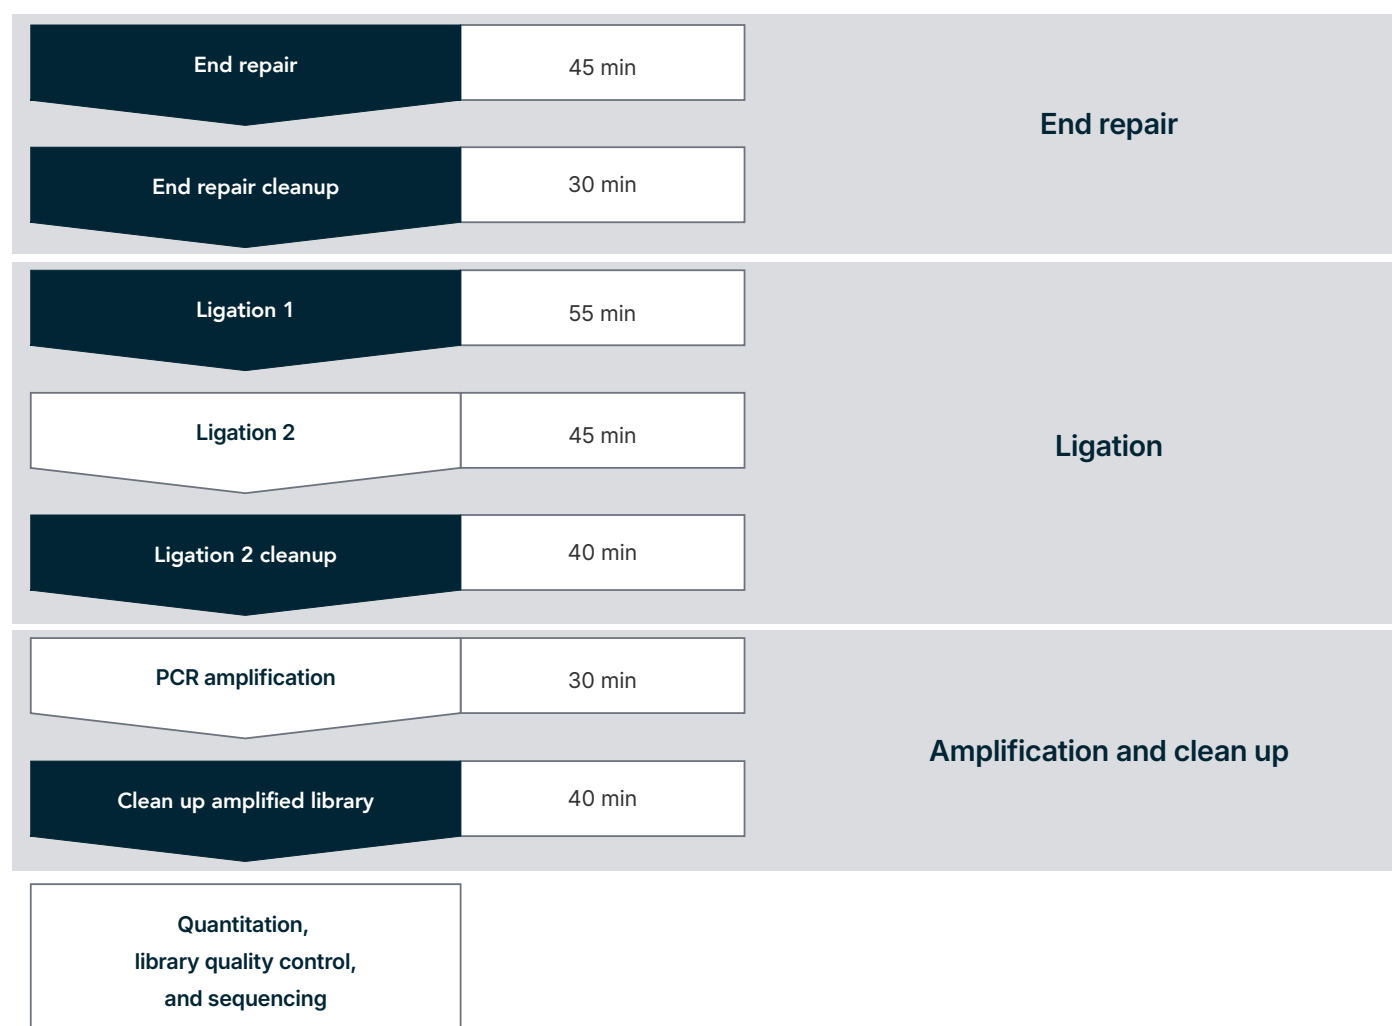 End repair
45 min
End repair
End repair cleanup
30 min
Ligation 1
55 min
Ligation 2
45 min
Ligation
Ligation 2 cleanup
40 min
PCR amplification
30 min
Amplification and clean up
Clean up amplified library
40 min
Quantitation,
library quality control,
and sequencing